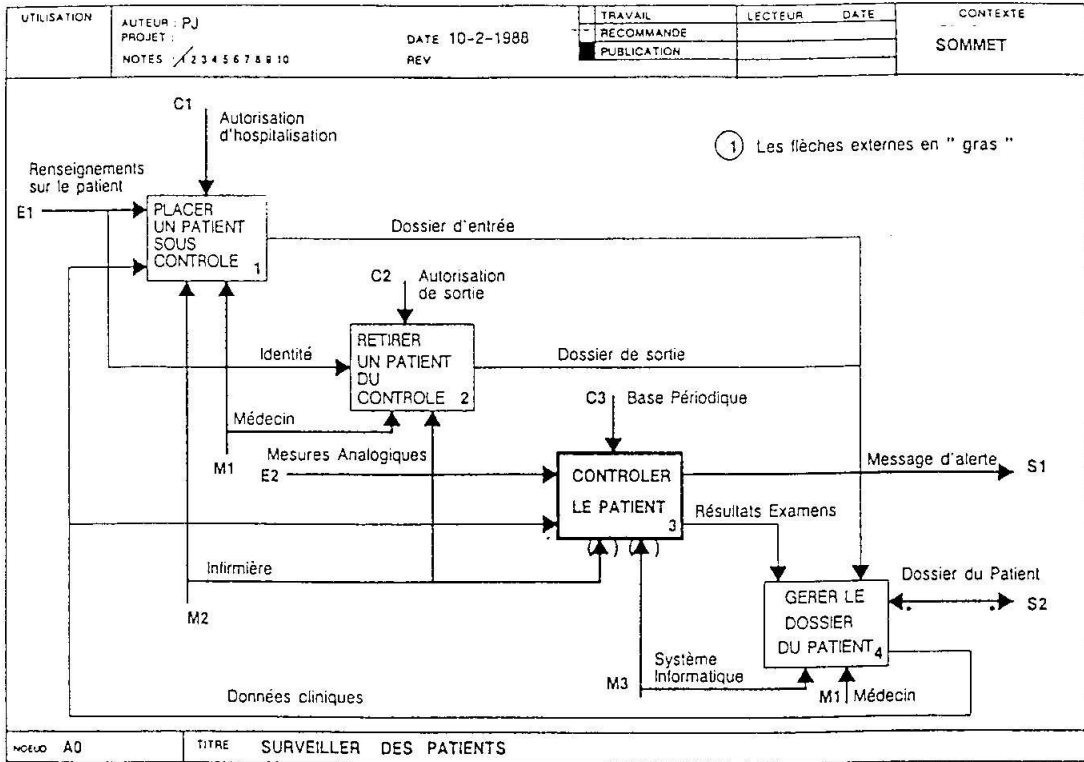 UTILISATION
AUTEUR : PJ
PROJET :
NOTES : 1 2 3 4 5 6 7 8 9 10
DATE 10-2-1988
REV
TRAVAIL
RECOMMANDE
PUBLICATION
LECTEUR
DATE
CONTEXTE
SOMMET
C1
Autorisation
d'hospitalisation
1 Les flèches externes en " gras "
Renseignements
sur le patient
E1
PLACER
UN PATIENT
SOUS
CONTROLE 1
Dossier d'entrée
C2
Autorisation
de sortie
Identité
RETIRER
UN PATIENT
DU
CONTROLE 2
Dossier de sortie
C3 Base Périodique
Médecin
M1
Mesures Analogiques
E2
CONTROLER
LE PATIENT
3
Message d'alerte
S1
Résultats Examens
Infirmière
M2
GERER LE
DOSSIER
DU PATIENT 4
Dossier du Patient
S2
Système
Informatique
M3
M1 Médecin
Données cliniques
NOEUD A0
TITRE SURVEILLER DES PATIENTS